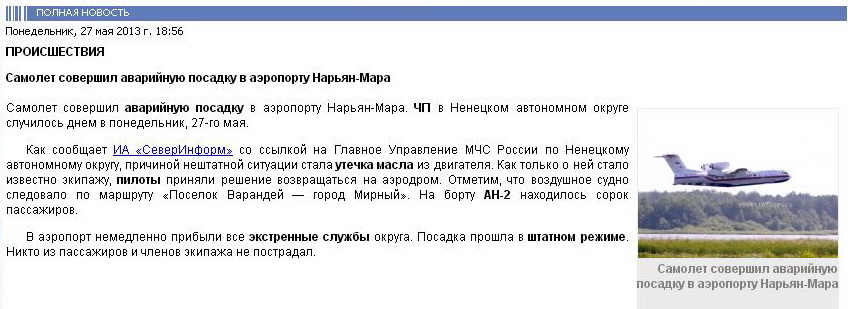 ПОЛНАЯ НОВОСТЬ
Понедельник, 27 мая 2013 г. 18:56
ПРОИСШЕСТВИЯ
Самолет совершил аварийную посадку в аэропорту Нарьян-Мара
Самолет совершил аварийную посадку в аэропорту Нарьян-Мара. ЧП в Ненецком автономном округе
случилось днем в понедельник, 27-го мая.
Как сообщает ИА «СеверИнформ» со ссылкой на Главное Управление МЧС России по Ненецкому
автономному округу, причиной нештатной ситуации стала утечка масла из двигателя. Как только о ней стало
известно экипажу, пилоты приняли решение возвращаться на аэродром. Отметим, что воздушное судно
следовало по маршруту «Поселок Варандей — город Мирный». На борту АН-2 находилось сорок
пассажиров.
В аэропорт немедленно прибыли все экстренные службы округа. Посадка прошла в штатном режиме.
Никто из пассажиров и членов экипажа не пострадал.
Самолет совершил аварийную
посадку в аэропорту Нарьян-Мара